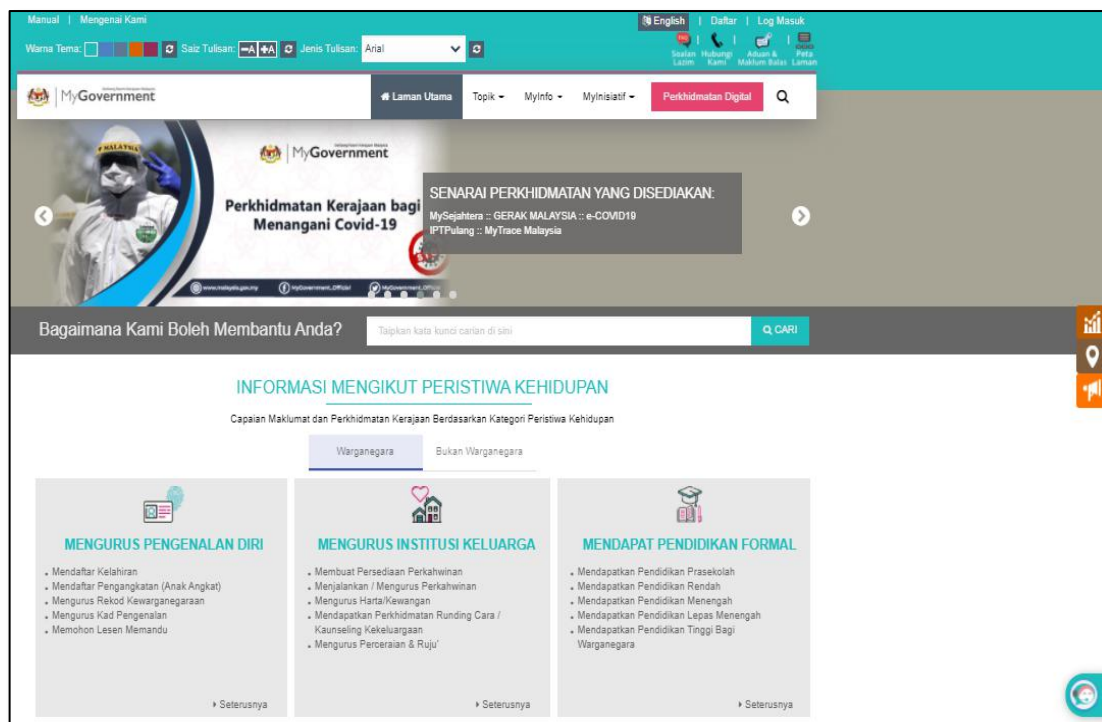 Manual | Mengenai Kami
English | Daftar | Log Masuk
Warna Tema:
Saiz Tulisan: -A +A
Jenis Tulisan: Arial
Soalan Lazim
Hubungi Kami
Aduan & Maklum Balas
Peta Laman
MyGovernment
Laman Utama
Topik
MyInfo
MyInisiatif
Perkhidmatan Digital
MALAYSIA
MyGovernment
Perkhidmatan Kerajaan bagi
Menangani Covid-19
www.malaysia.gov.my
MyGovernment_Official
SENARAI PERKHIDMATAN YANG DISEDIAKAN:
MySejahtera :: GERAK MALAYSIA :: e-COVID19
IPTPulang :: MyTrace Malaysia
Bagaimana Kami Boleh Membantu Anda?
Taipkan kata kunci carian di sini
CARI
INFORMASI MENGIKUT PERISTIWA KEHIDUPAN
Capaian Maklumat dan Perkhidmatan Kerajaan Berdasarkan Kategori Peristiwa Kehidupan
Warganegara
Bukan Warganegara
MENGURUS PENGENALAN DIRI
Mendaftar Kelahiran
Mendaftar Pengangkatan (Anak Angkat)
Mengurus Rekod Kewarganegaraan
Mengurus Kad Pengenalan
Memohon Lesen Memandu
Seterusnya
MENGURUS INSTITUSI KELUARGA
Membuat Persediaan Perkahwinan
Menjalankan / Mengurus Perkahwinan
Mengurus Harta/Kewangan
Mendapatkan Perkhidmatan Runding Cara /
Kaunseling Kekeluargaan
Mengurus Perceraian & Ruju'
Seterusnya
MENDAPAT PENDIDIKAN FORMAL
Mendapatkan Pendidikan Prasekolah
Mendapatkan Pendidikan Rendah
Mendapatkan Pendidikan Menengah
Mendapatkan Pendidikan Lepas Menengah
Mendapatkan Pendidikan Tinggi Bagi
Warganegara
Seterusnya